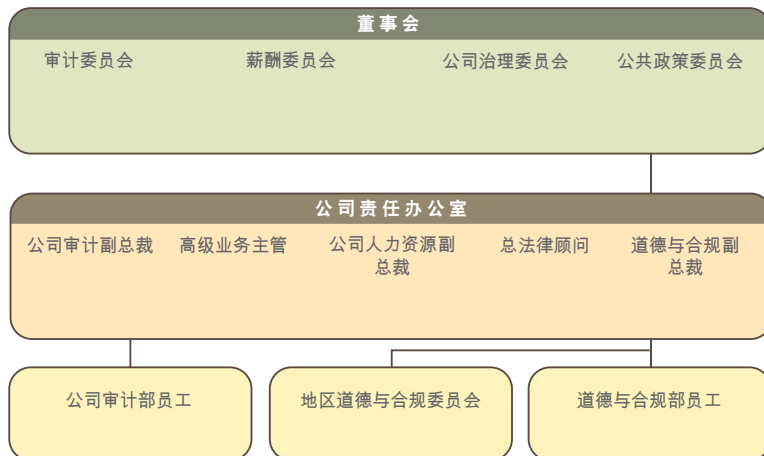 董事会
审计委员会 薪酬委员会 公司治理委员会 公共政策委员会
公司责任办公室
公司审计副总裁 高级业务主管 公司人力资源副总裁 总法律顾问 道德与合规副总裁
公司审计部员工 地区道德与合规委员会 道德与合规部员工